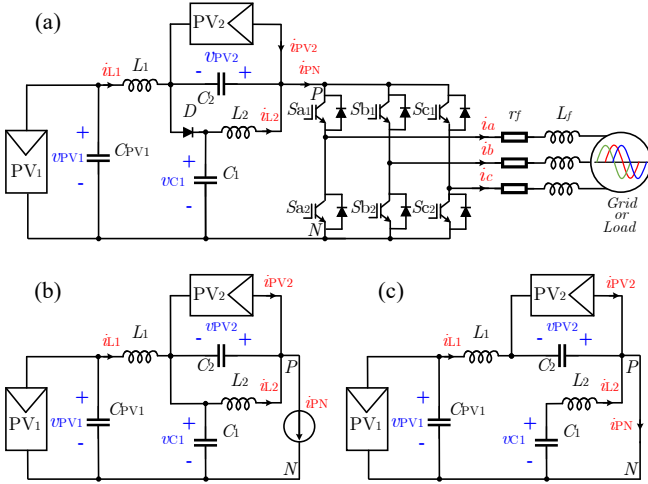 (a)
PV2
iPV2
vPV2
- +
iL1
L1
C2
iPN
P
D
L2
iL2
Sa1
Sb1
Sc1
ia
rf
Lf
+
PV1
vPV1
CPV1
+
vC1
C1
ib
-
-
ic
Sa2
Sb2
Sc2
N
Grid
or
Load
(b)
PV2
iPV2
vPV2
iL1
L1
- +
C2
P
L2
iL2
+
iPN
PV1
vPV1
CPV1
+
vC1
C1
-
-
N
(c)
PV2
iPV2
vPV2
iL1
L1
- +
C2
P
L2
iL2
+
iPN
PV1
vPV1
CPV1
+
vC1
C1
-
-
N